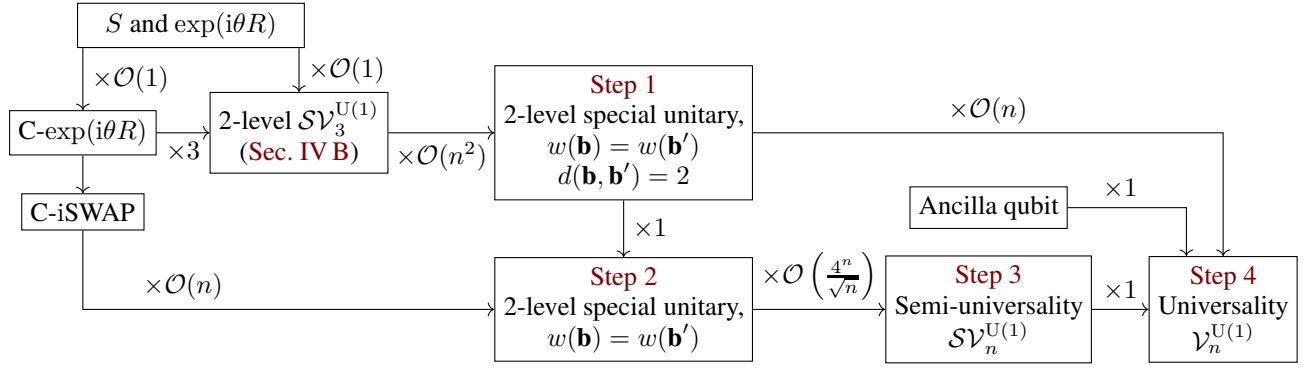 S and exp(iθR)
×𝒪(1)
×𝒪(1)
C-exp(iθR)
×3
2-level 𝒮𝒱₃^U(1)
(Sec. IV B)
×𝒪(n²)
Step 1
2-level special unitary,
w(𝐛) = w(𝐛′)
d(𝐛, 𝐛′) = 2
×𝒪(n)
C-iSWAP
×1
Ancilla qubit
×1
×𝒪(n)
Step 2
2-level special unitary,
w(𝐛) = w(𝐛′)
×𝒪(4ⁿ/√n)
Step 3
Semi-universality
𝒮𝒱ₙ^U(1)
×1
Step 4
Universality
𝒱ₙ^U(1)